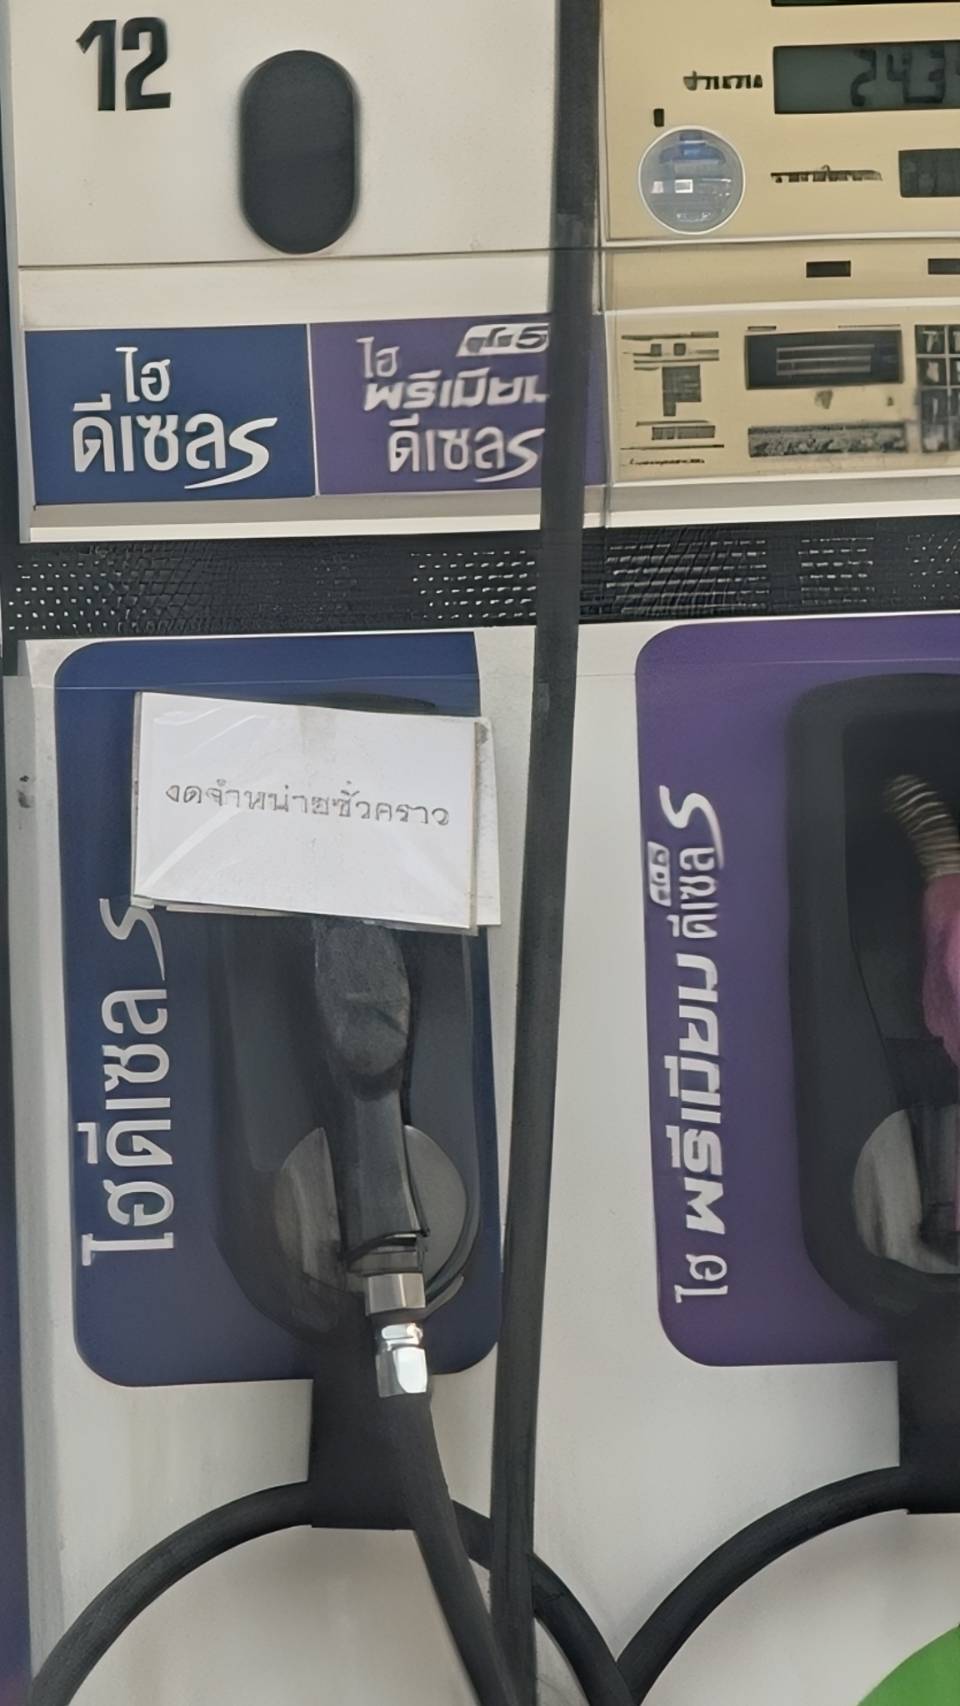 12
ไฮ
ดีเซลS
ไฮ
พรีเมียม
ดีเซลS
งดจำหน่ายชั่วคราว
ไฮดีเซล S
ไฮ พรีเมียม ดีเซล S